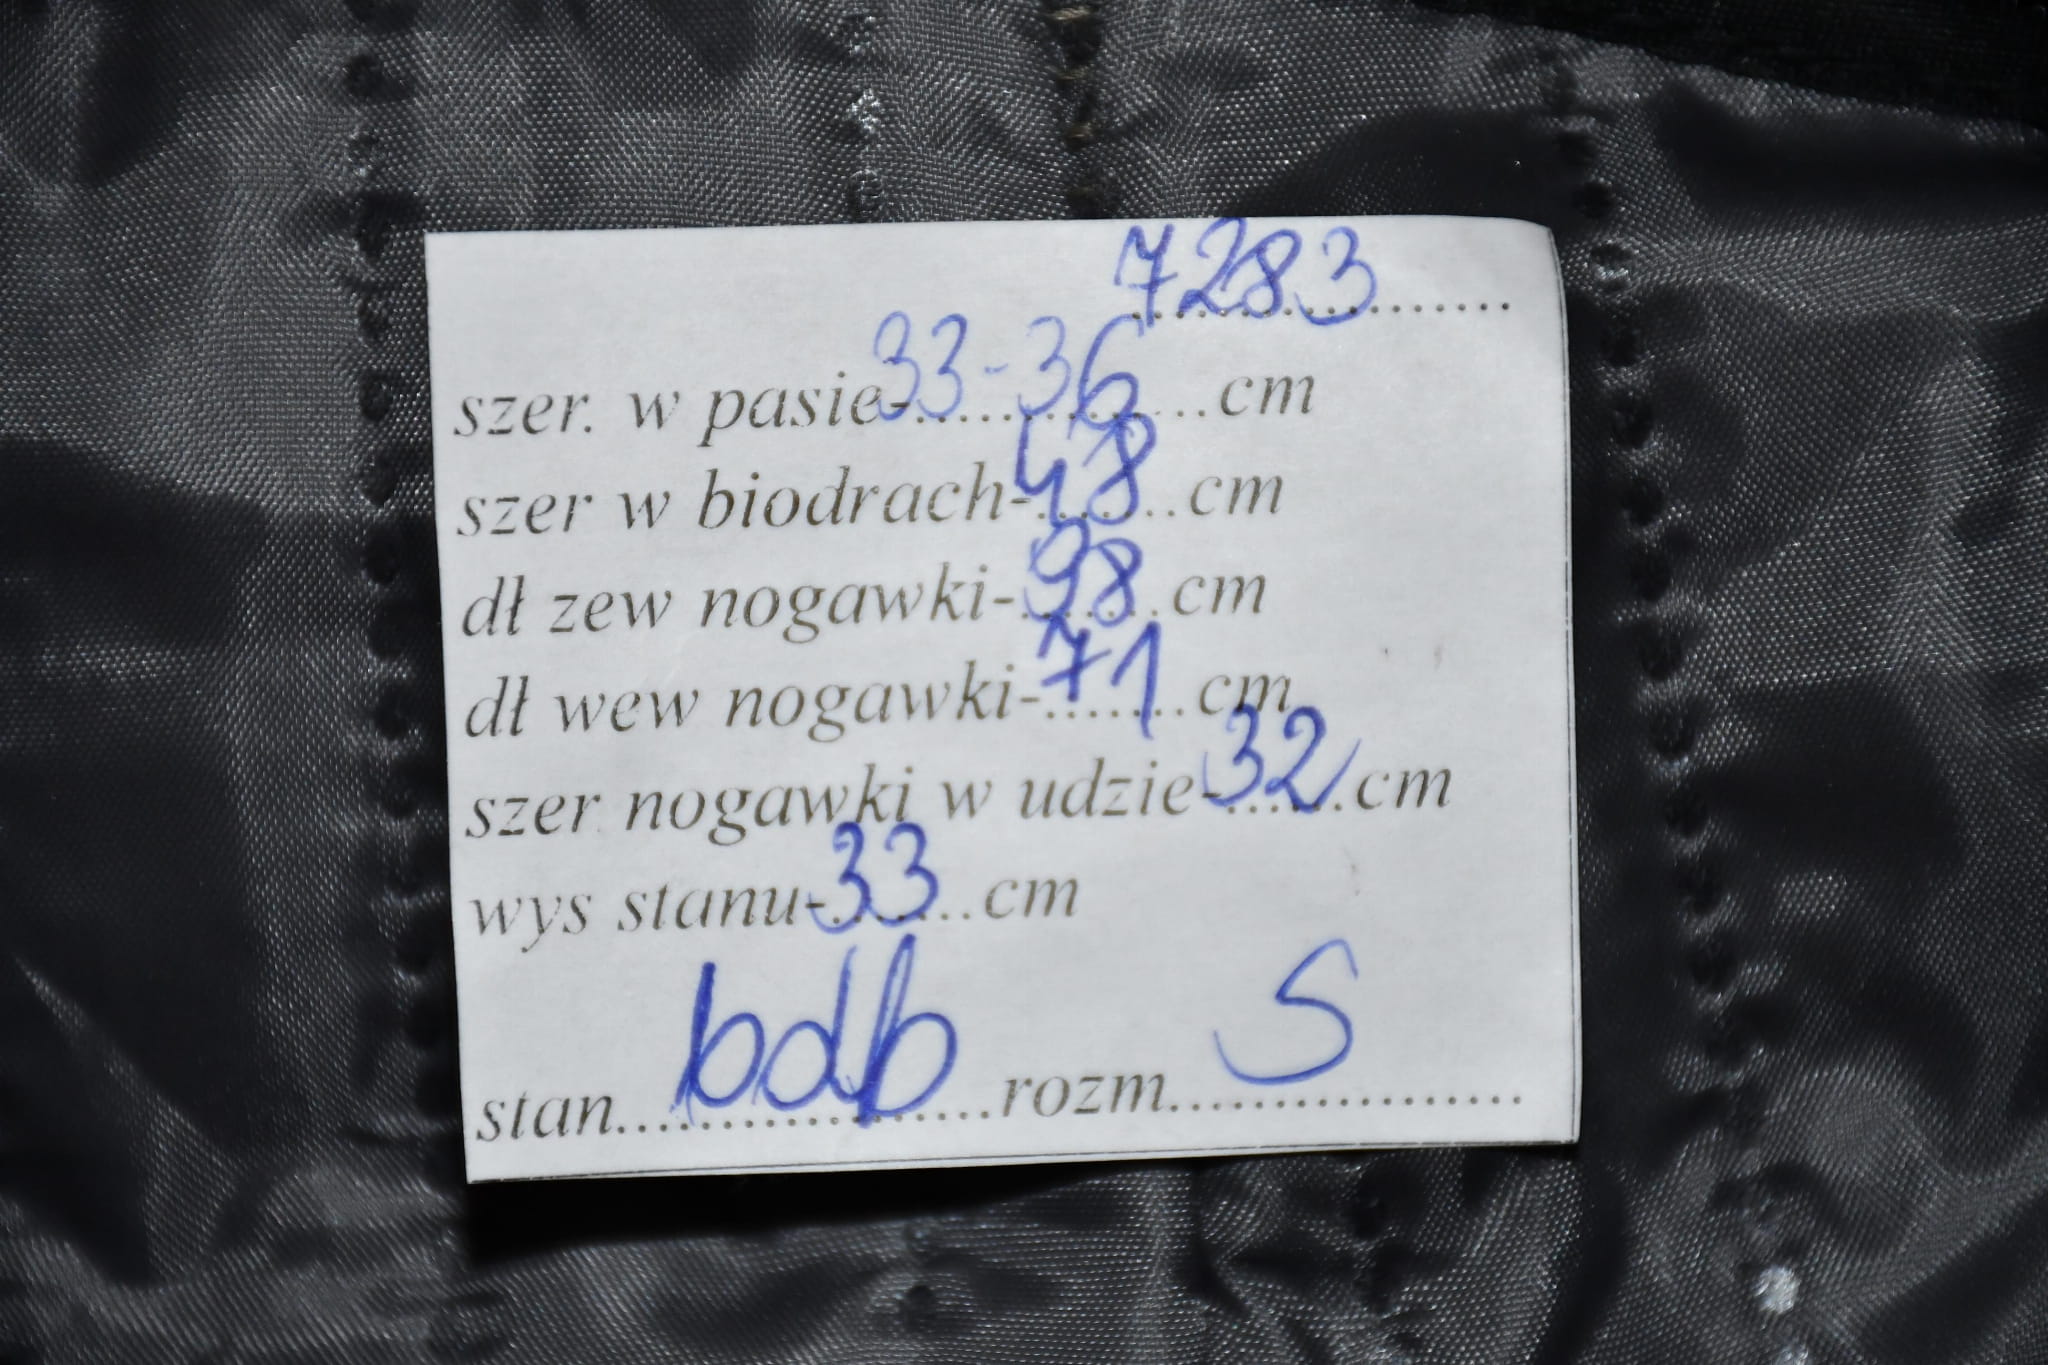 7283
szer. w pasie-33-36 cm
szer w biodrach-48 cm
dł zew nogawki-98 cm
dł wew nogawki-71 cm
szer nogawki w udzie-32 cm
wys stanu-33 cm
stan bdb rozm S